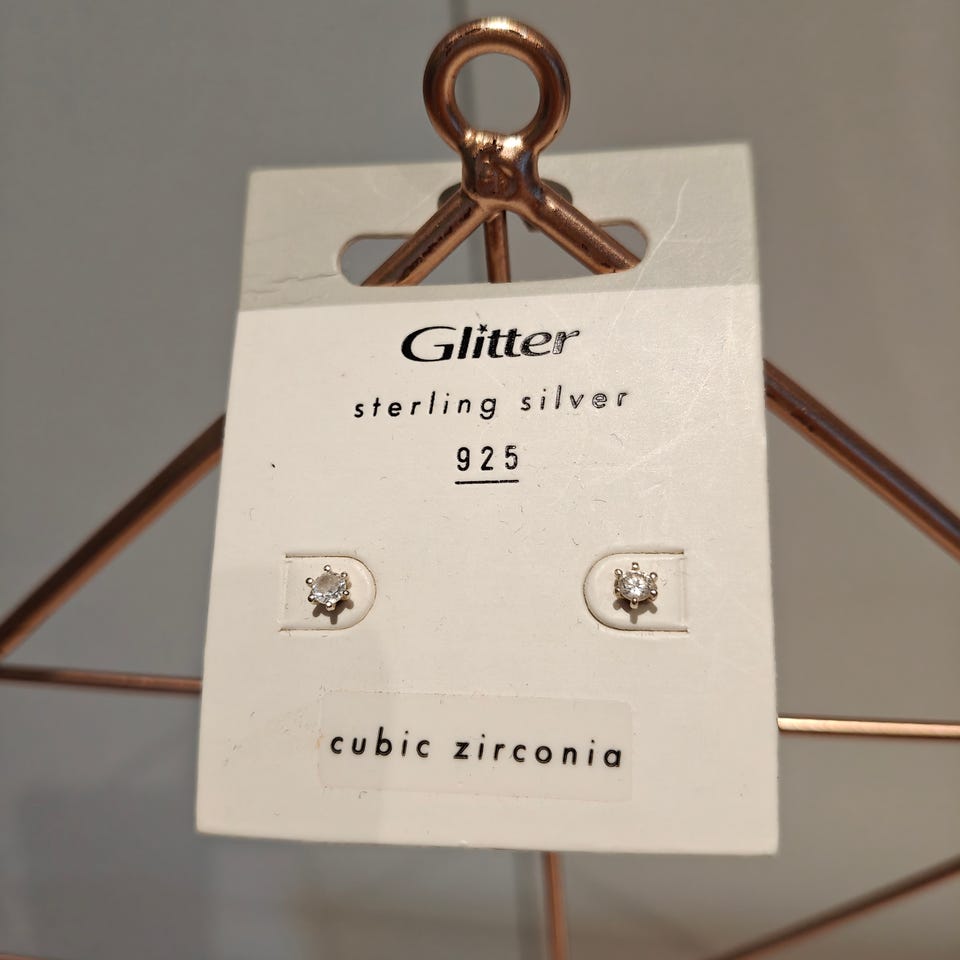 Glitter
sterling silver
925
cubic zirconia